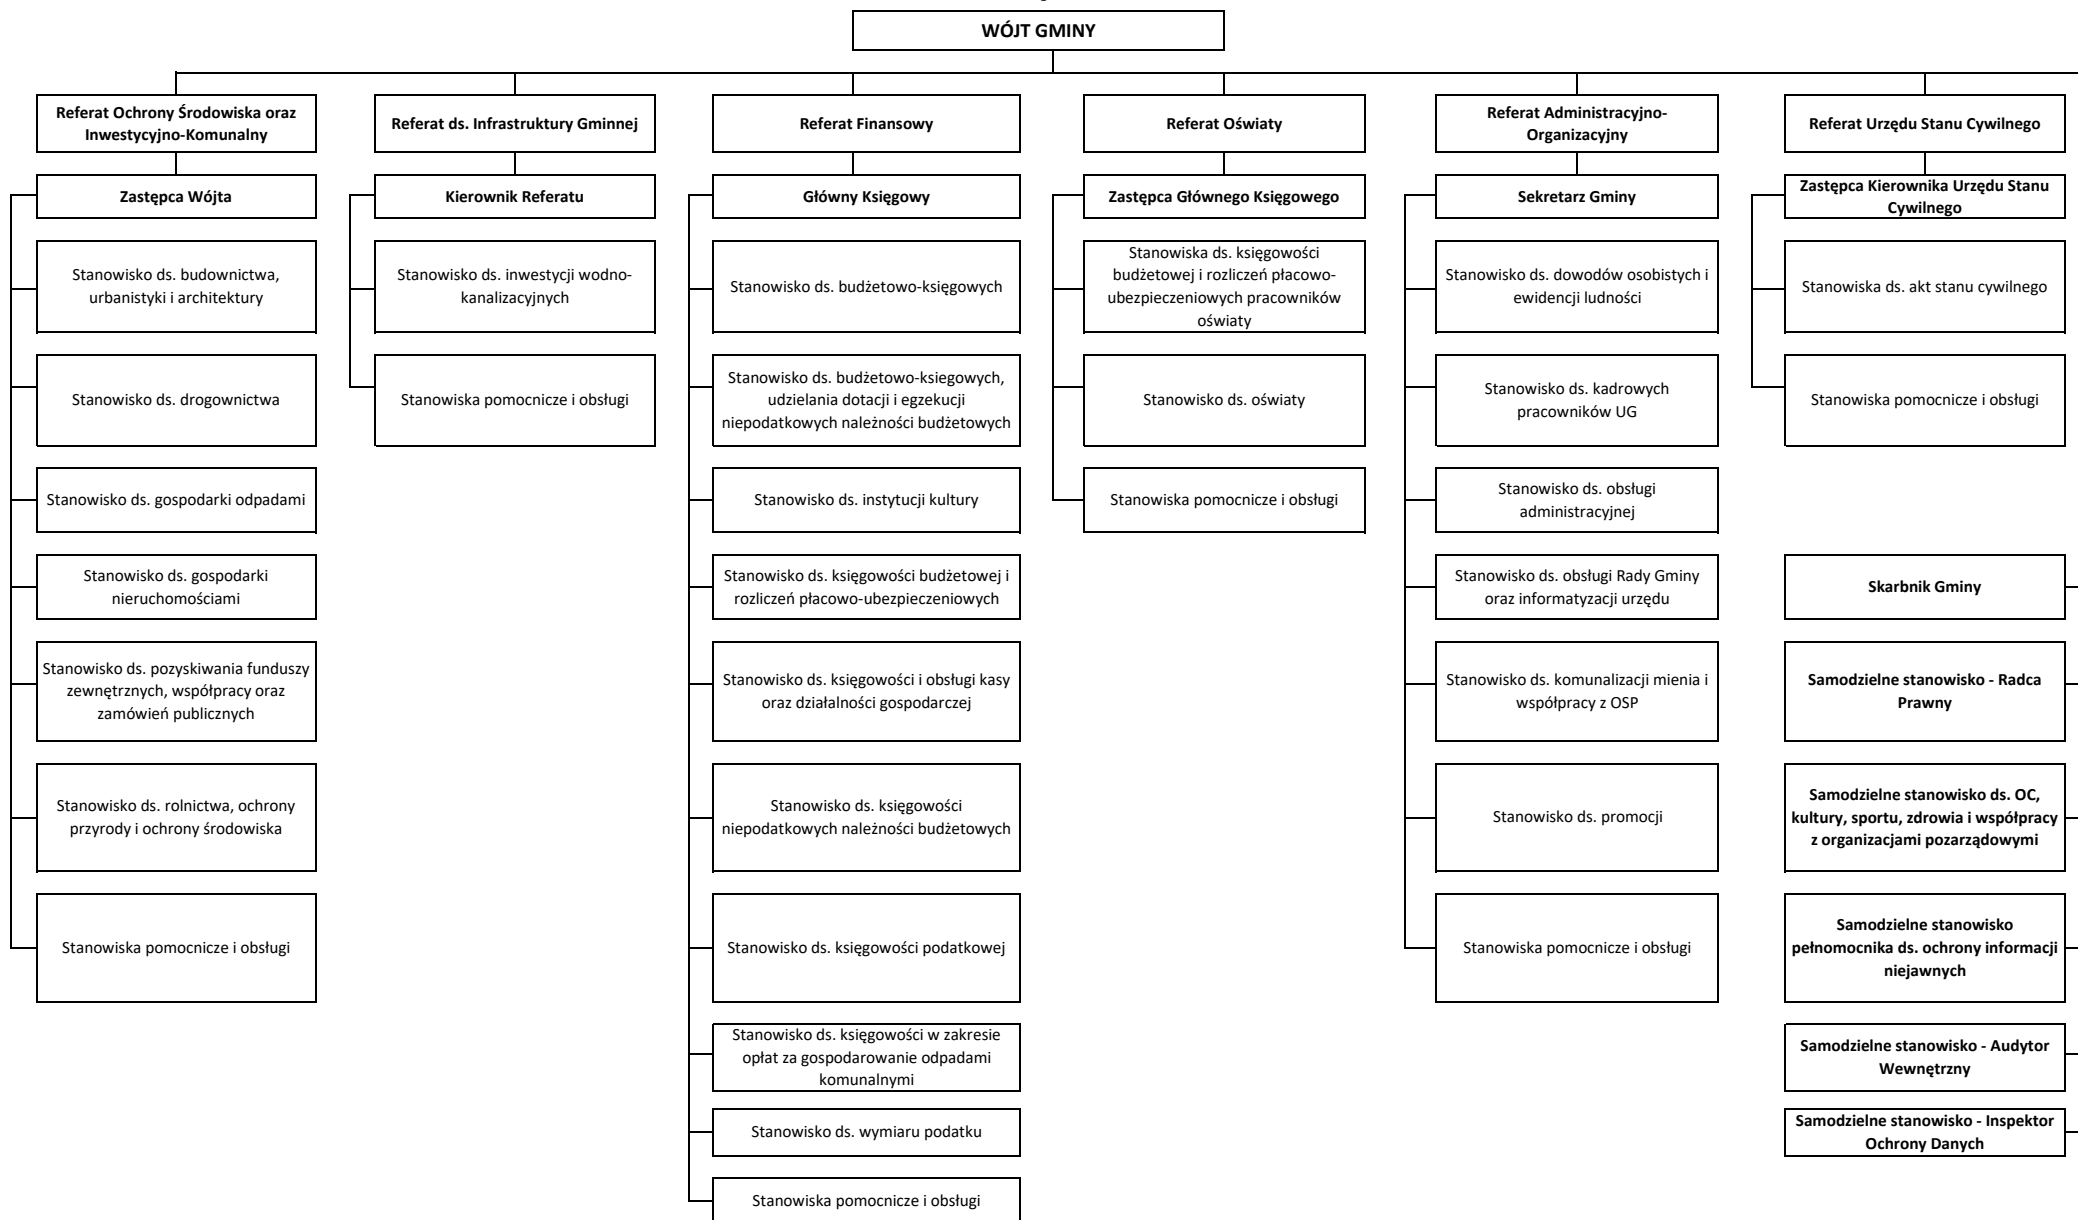 WÓJT GMINY
Referat Ochrony Środowiska oraz
Inwestycyjno-Komunalny
Referat ds. Infrastruktury Gminnej
Referat Finansowy
Referat Oświaty
Referat Administracyjno-
Organizacyjny
Referat Urzędu Stanu Cywilnego
Zastępca Wójta
Kierownik Referatu
Główny Księgowy
Zastępca Głównego Księgowego
Sekretarz Gminy
Zastępca Kierownika Urzędu Stanu
Cywilnego
Stanowisko ds. budownictwa,
urbanistyki i architektury
Stanowisko ds. inwestycji wodno-
kanalizacyjnych
Stanowisko ds. budżetowo-księgowych
Stanowiska ds. księgowości
budżetowej i rozliczeń płacowo-
ubezpieczeniowych pracowników
oświaty
Stanowisko ds. dowodów osobistych i
ewidencji ludności
Stanowiska ds. akt stanu cywilnego
Stanowisko ds. drogownictwa
Stanowiska pomocnicze i obsługi
Stanowisko ds. budżetowo-ksiegowych,
udzielania dotacji i egzekucji
niepodatkowych należności budżetowych
Stanowisko ds. oświaty
Stanowisko ds. kadrowych
pracowników UG
Stanowiska pomocnicze i obsługi
Stanowisko ds. gospodarki odpadami
Stanowisko ds. instytucji kultury
Stanowiska pomocnicze i obsługi
Stanowisko ds. obsługi
administracyjnej
Stanowisko ds. gospodarki
nieruchomościami
Stanowisko ds. księgowości budżetowej i
rozliczeń płacowo-ubezpieczeniowych
Stanowisko ds. obsługi Rady Gminy
oraz informatyzacji urzędu
Skarbnik Gminy
Stanowisko ds. pozyskiwania funduszy
zewnętrznych, współpracy oraz
zamówień publicznych
Stanowisko ds. księgowości i obsługi kasy
oraz działalności gospodarczej
Stanowisko ds. komunalizacji mienia i
współpracy z OSP
Samodzielne stanowisko - Radca
Prawny
Stanowisko ds. rolnictwa, ochrony
przyrody i ochrony środowiska
Stanowisko ds. księgowości
niepodatkowych należności budżetowych
Stanowisko ds. promocji
Samodzielne stanowisko ds. OC,
kultury, sportu, zdrowia i współpracy
z organizacjami pozarządowymi
Stanowiska pomocnicze i obsługi
Stanowisko ds. księgowości podatkowej
Stanowiska pomocnicze i obsługi
Samodzielne stanowisko
pełnomocnika ds. ochrony informacji
niejawnych
Stanowisko ds. księgowości w zakresie
opłat za gospodarowanie odpadami
komunalnymi
Samodzielne stanowisko - Audytor
Wewnętrzny
Stanowisko ds. wymiaru podatku
Samodzielne stanowisko - Inspektor
Ochrony Danych
Stanowiska pomocnicze i obsługi